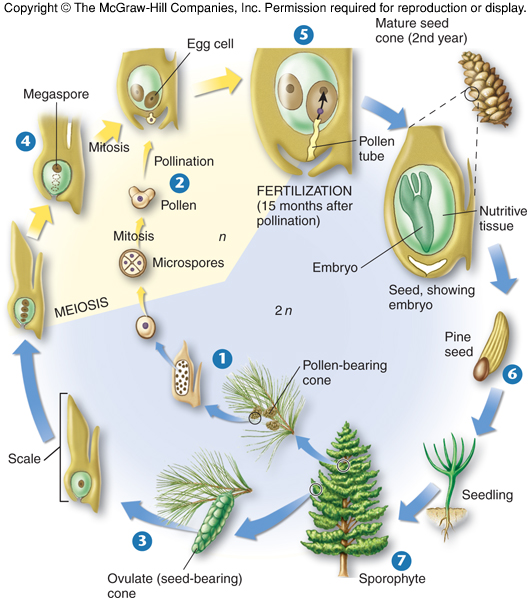 Copyright © The McGraw-Hill Companies, Inc. Permission required for reproduction or display.
5
Mature seed
cone (2nd year)
Egg cell
Megaspore
4
Mitosis
Pollination
2
Pollen
Pollen
tube
FERTILIZATION
(15 months after
pollination)
Mitosis
n
Microspores
Nutritive
tissue
Embryo
Seed, showing
embryo
MEIOSIS
2n
1
Pollen-bearing
cone
Pine
seed
6
Scale
Seedling
3
7
Ovulate (seed-bearing)
cone
Sporophyte